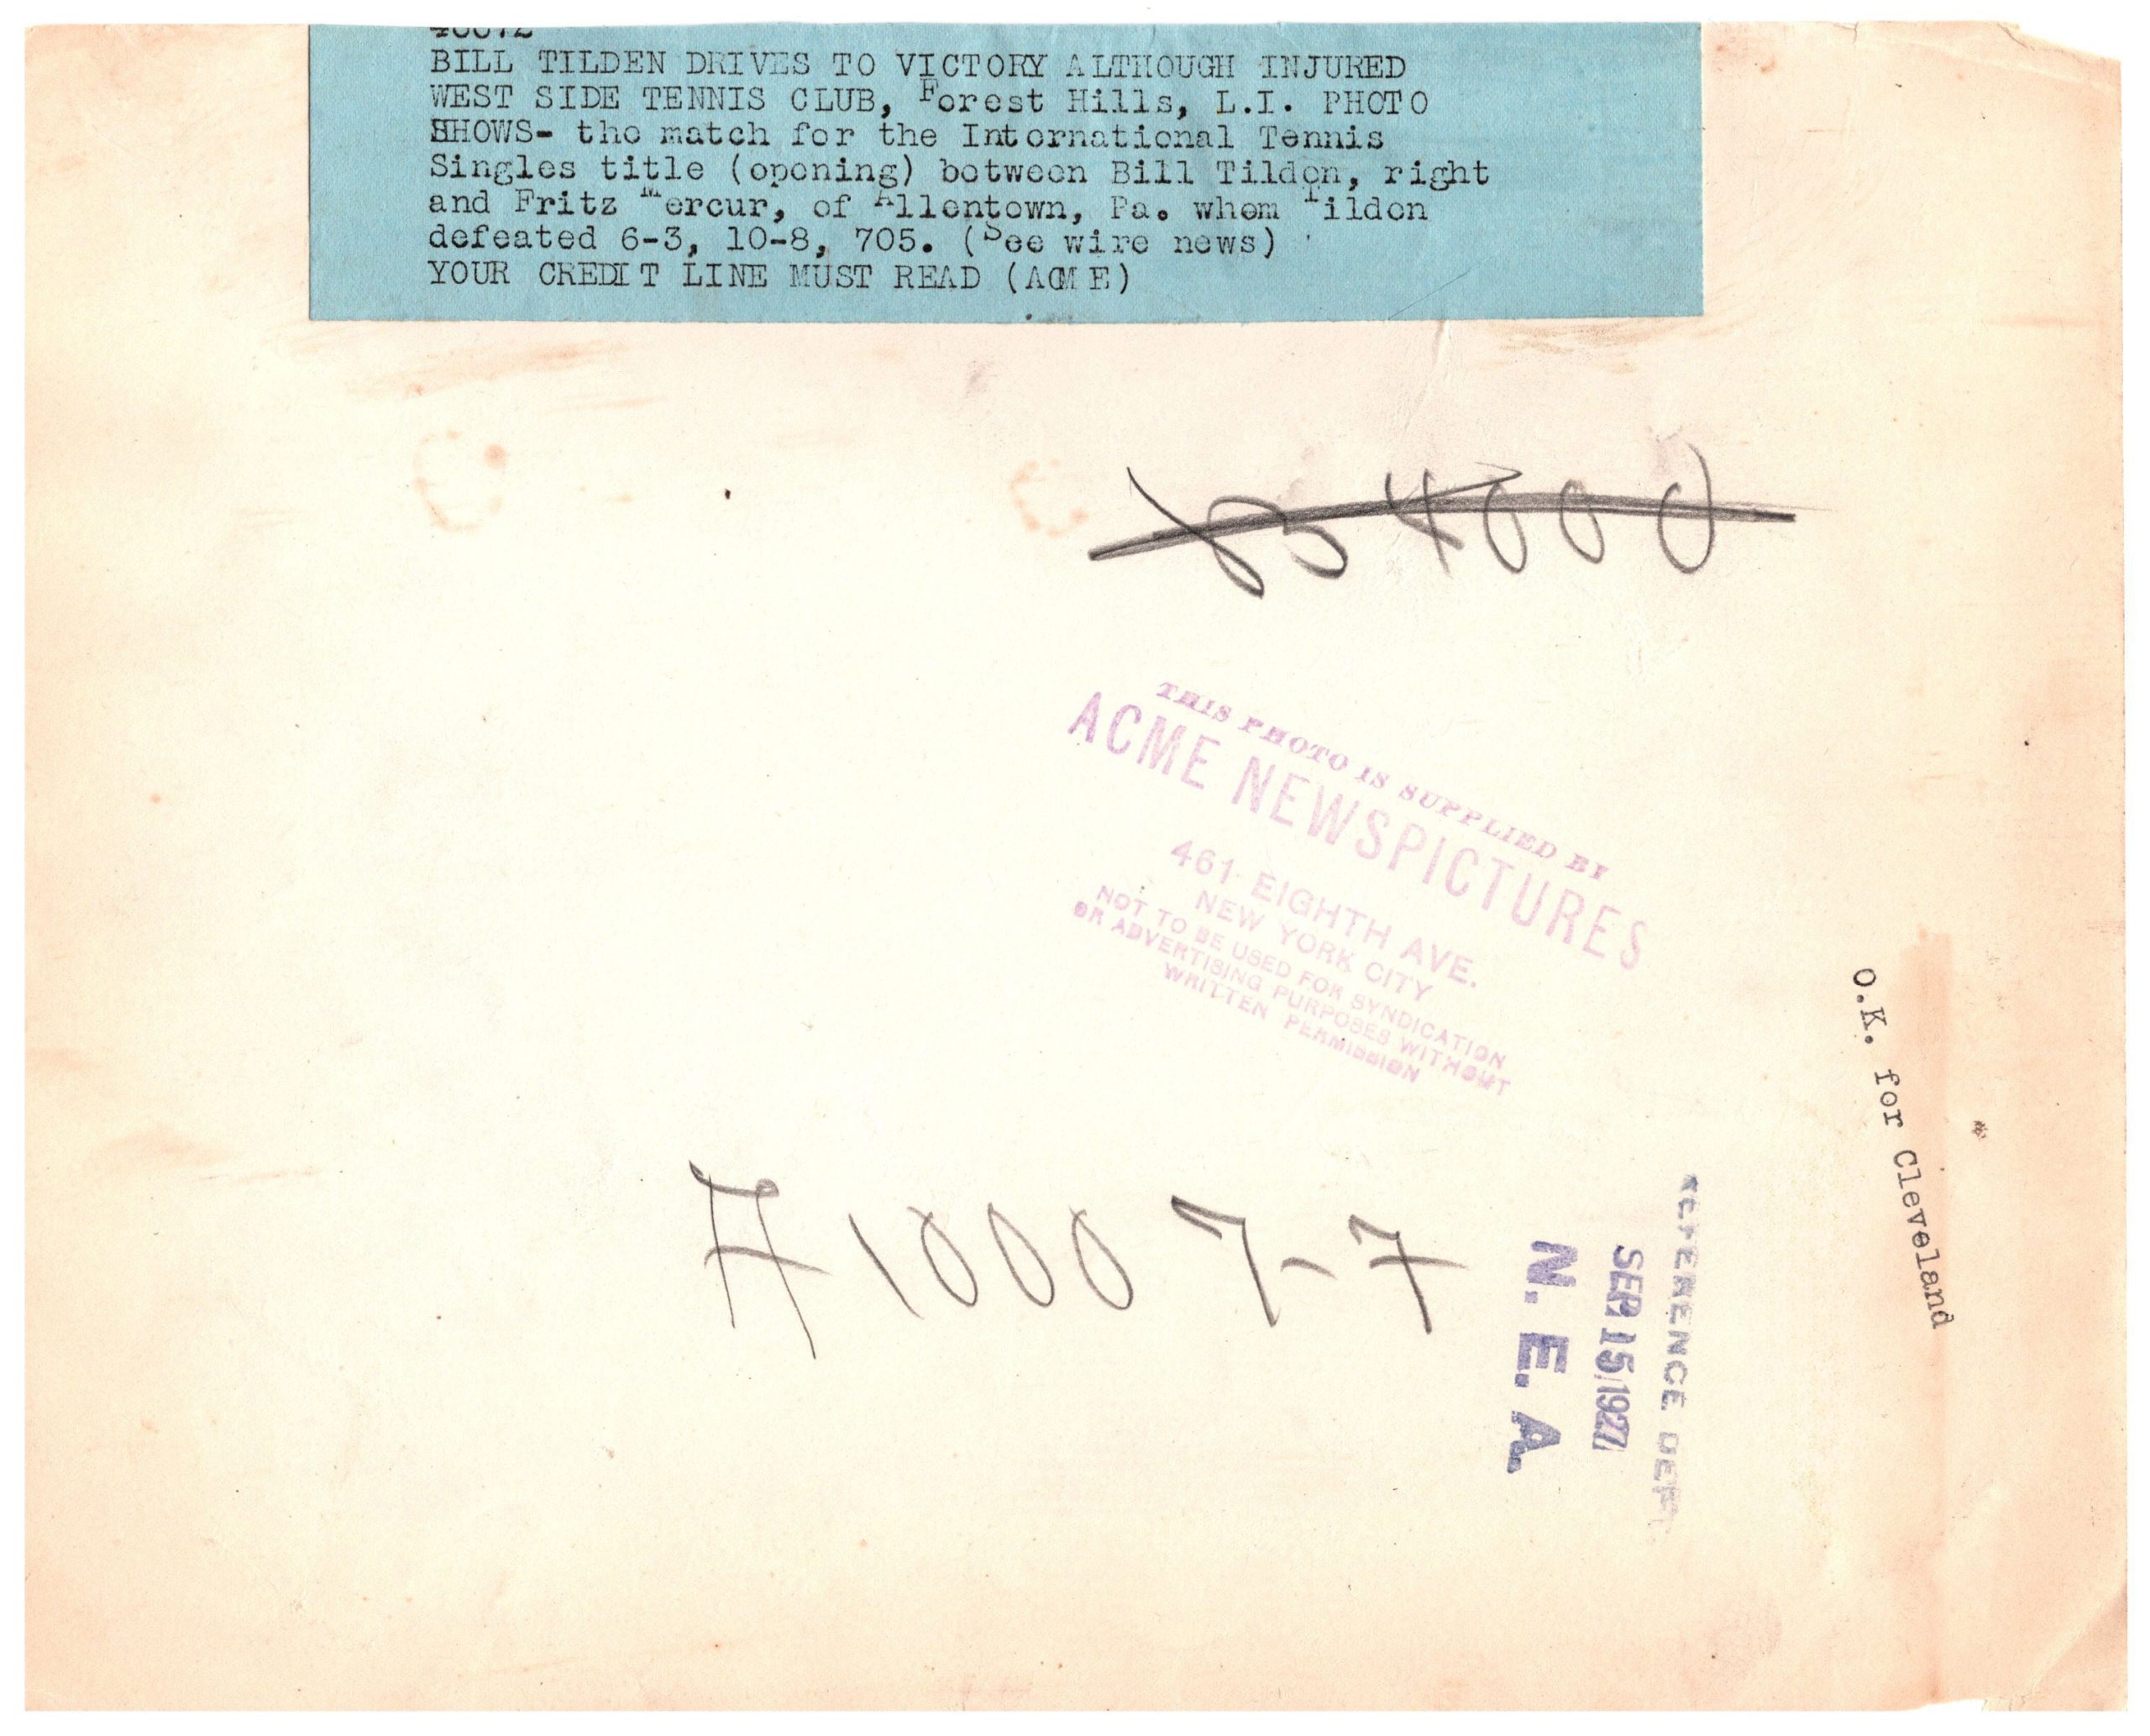 BILL TILDEN DRIVES TO VICTORY ALTHOUGH INJURED
WEST SIDE TENNIS CLUB, Forest Hills, L.I. PHOTO
SHOWS- the match for the International Tennis
Singles title (opening) between Bill Tilden, right
and Fritz Mercur, of Allentown, Pa. whom Tilden
defeated 6-3, 10-8, 705. (See wire news)
YOUR CREDIT LINE MUST READ (ACME)
THIS PHOTO IS SUPPLIED BY
ACME NEWSPICTURES
461 EIGHTH AVE.
NEW YORK CITY
NOT TO BE USED FOR SYNDICATION
OR ADVERTISING PURPOSES WITHOUT
WRITTEN PERMISSION
O.K. for Cleveland
REFERENCE DEPT
SEP 15 1927
N. E. A.
1000 7-7